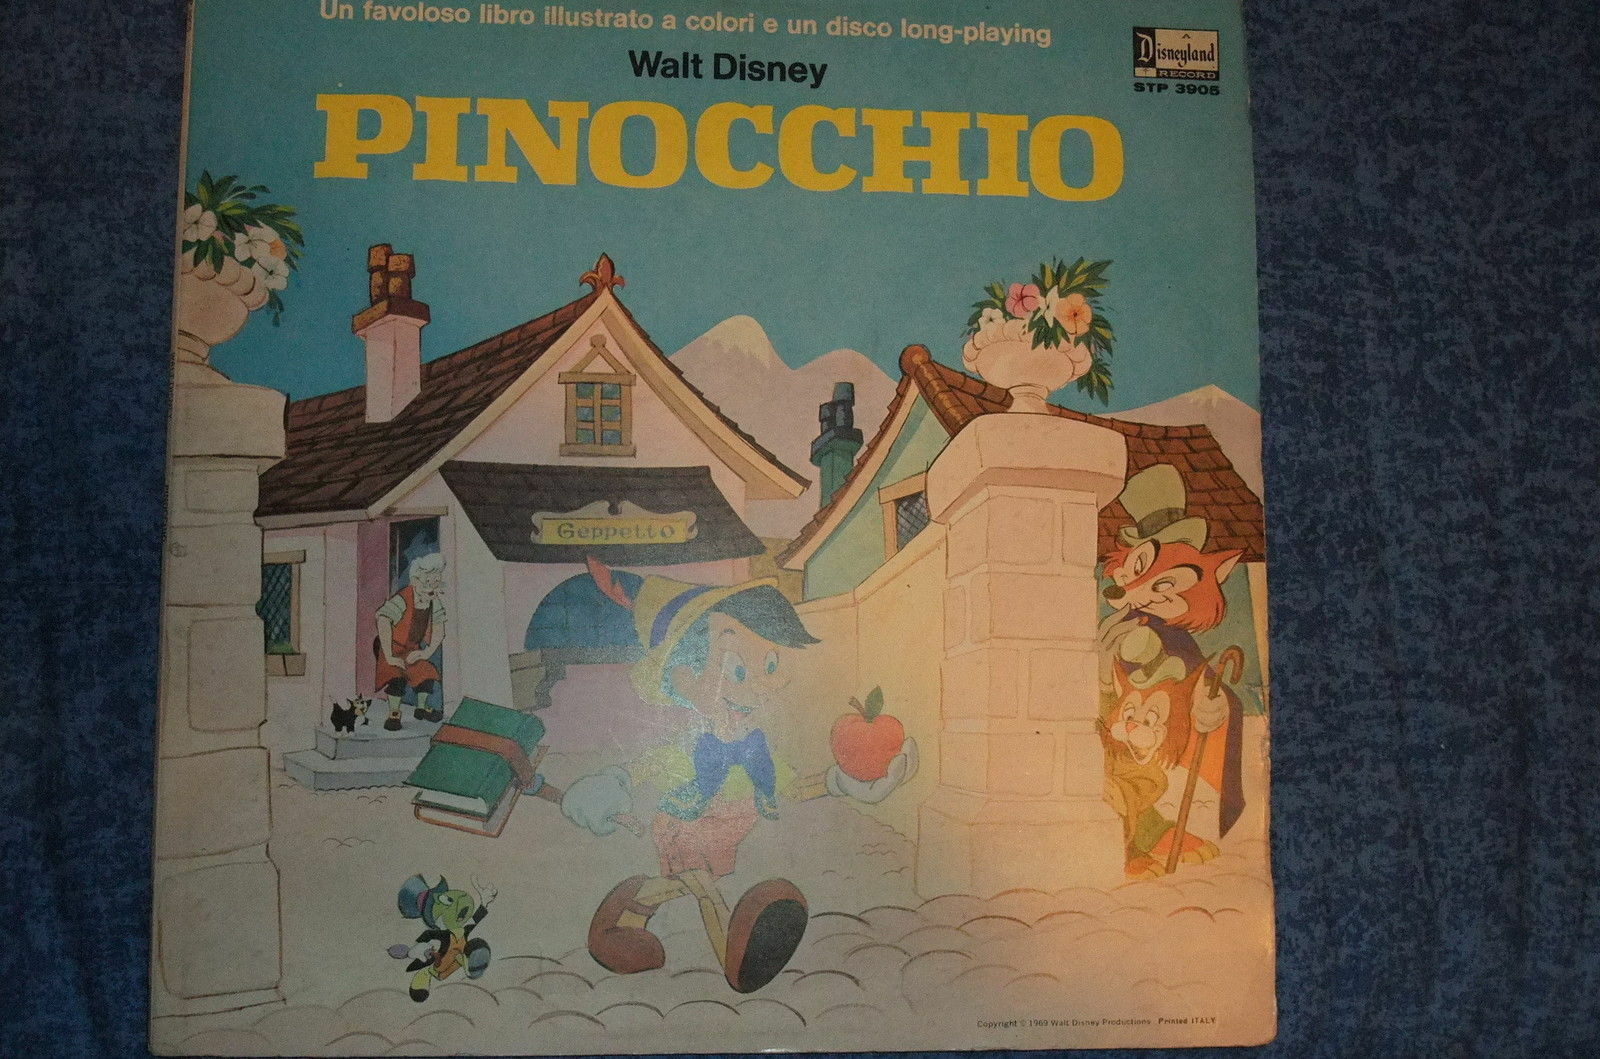 Un favoloso libro illustrato a colori e un disco long-playing
Walt Disney
Disneyland
RECORD
STP 3905
PINOCCHIO
Geppetto
Copyright © 1969 Walt Disney Productions Printed ITALY